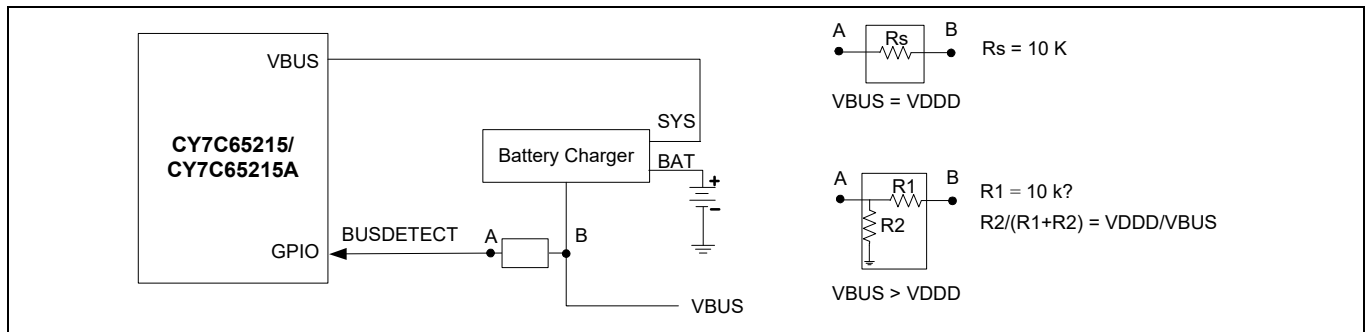 VBUS
CY7C65215/
CY7C65215A
GPIO
BUSDETECT
A
B
SYS
BAT
Battery Charger
+
-
VBUS
A
Rs
B
Rs = 10 K
VBUS = VDDD
A
R1
B
R2
R1 = 10 k?
R2/(R1+R2) = VDDD/VBUS
VBUS > VDDD